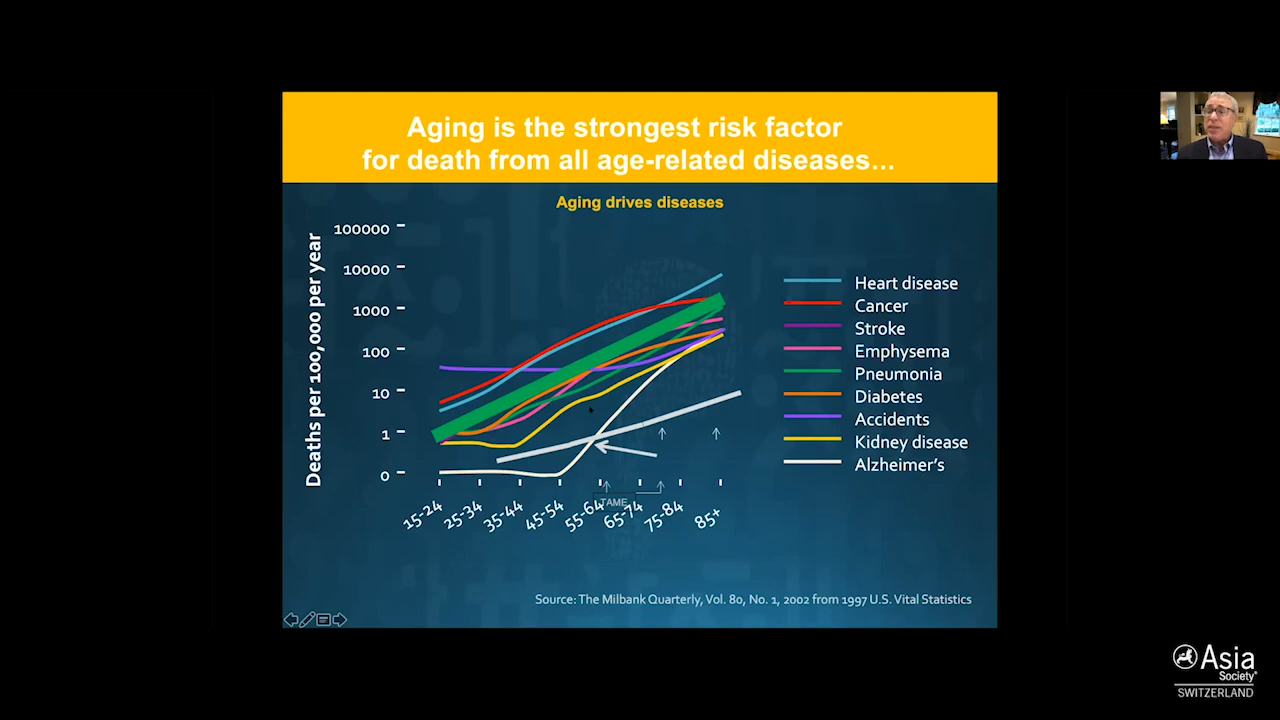 Aging is the strongest risk factor
for death from all age-related diseases...
Aging drives diseases
Deaths per 100,000 per year
100000
10000
1000
100
10
1
0
15-24
25-34
35-44
45-54
55-64
65-74
75-84
85+
TAME
Heart disease
Cancer
Stroke
Emphysema
Pneumonia
Diabetes
Accidents
Kidney disease
Alzheimer's
Source: The Milbank Quarterly, Vol. 80, No. 1, 2002 from 1997 U.S. Vital Statistics
Asia
Society
SWITZERLAND